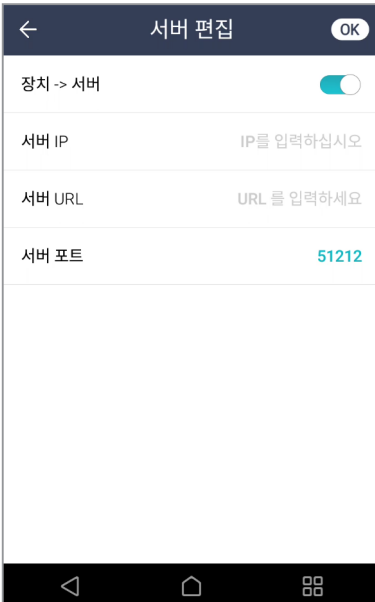 서버 편집 OK
장치 -> 서버
서버 IP IP를 입력하십시오
서버 URL URL 를 입력하세요
서버 포트 51212